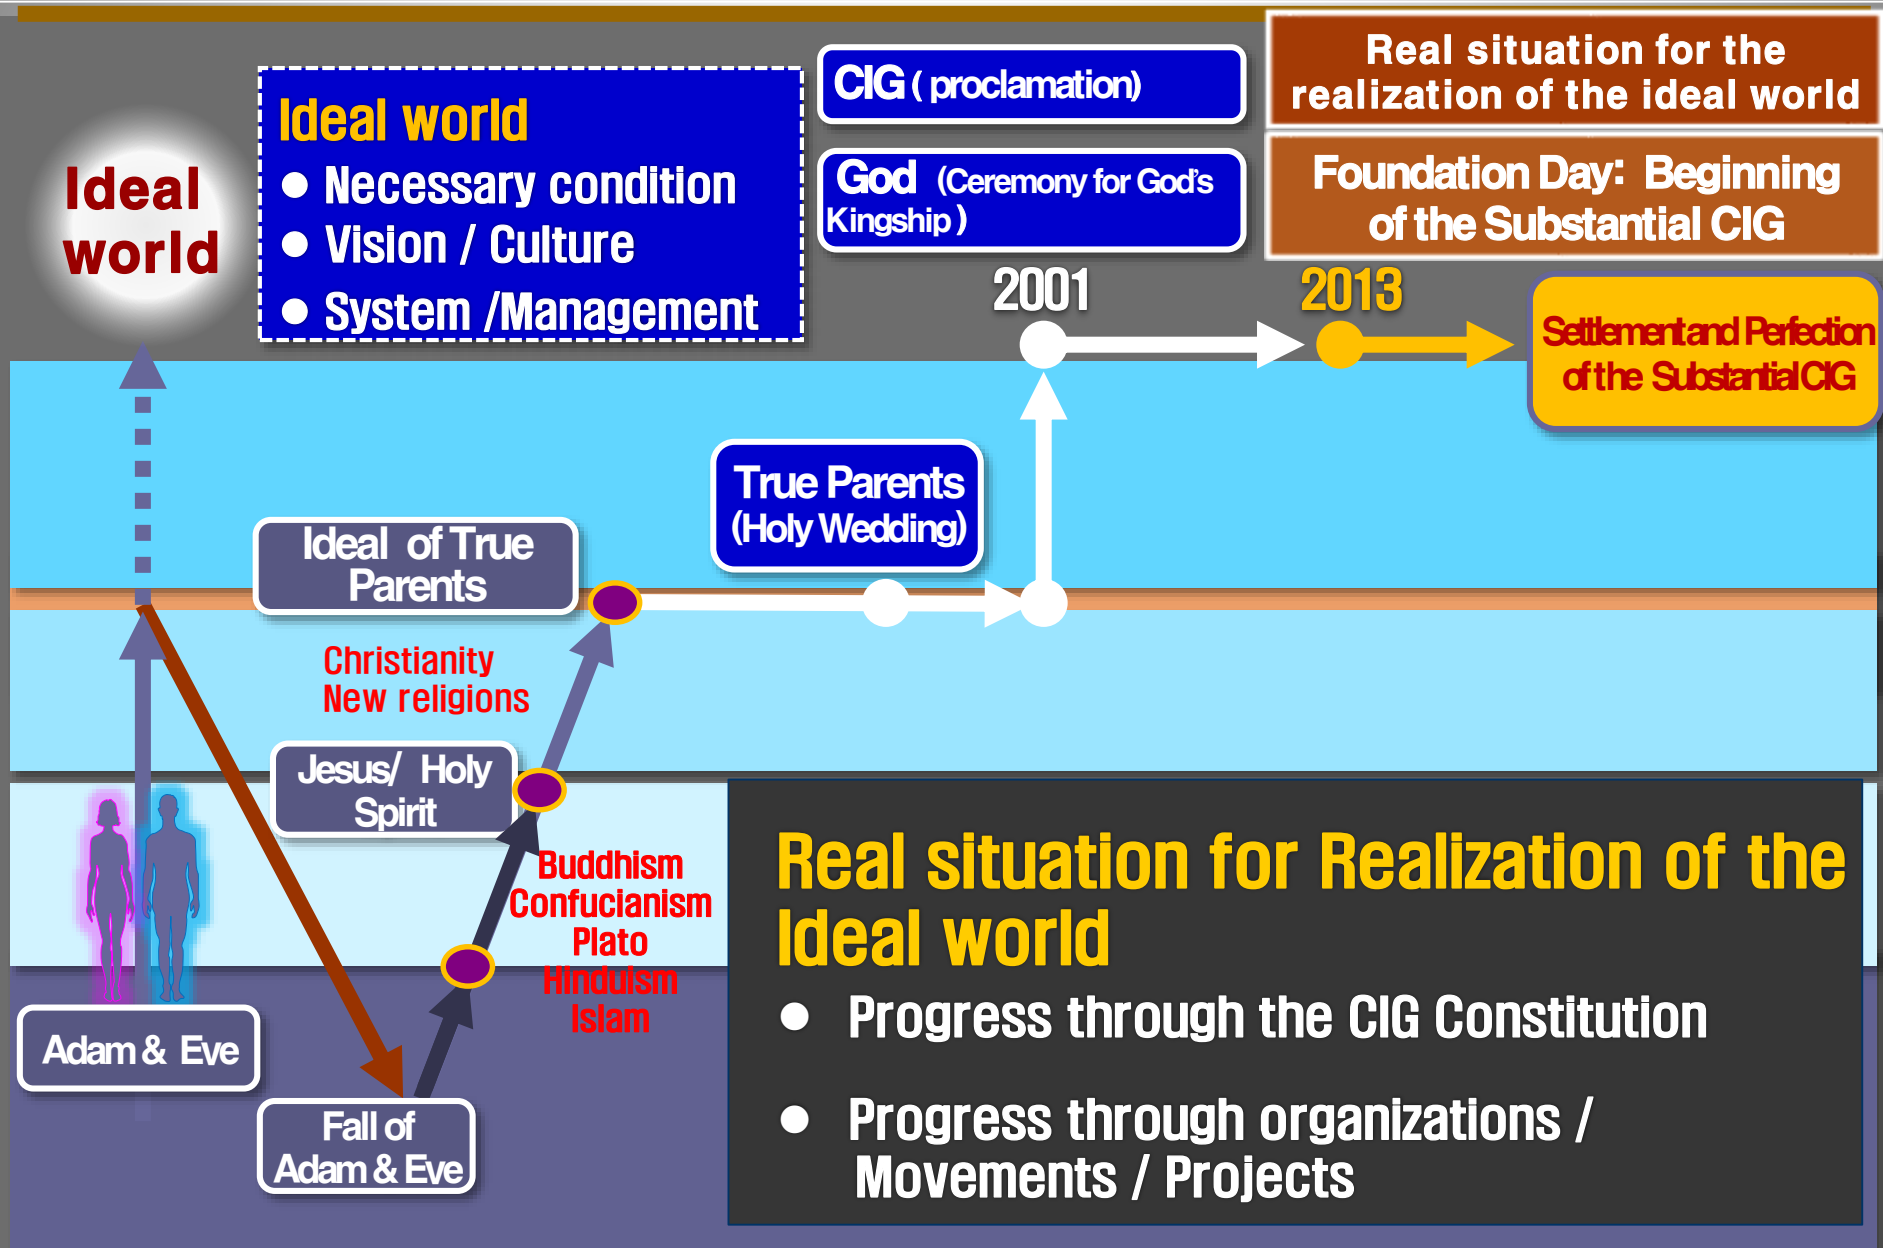 Ideal
world
Ideal world
● Necessary condition
● Vision / Culture
● System /Management
CIG ( proclamation)
God (Ceremony for God's
Kingship )
Real situation for the
realization of the ideal world
Foundation Day: Beginning
of the Substantial CIG
2001
2013
Settlement and Perfection
of the Substantial CIG
True Parents
(Holy Wedding)
Ideal of True
Parents
Christianity
New religions
Jesus/ Holy
Spirit
Buddhism
Confucianism
Plato
Hinduism
Islam
Adam & Eve
Fall of
Adam & Eve
Real situation for Realization of the
Ideal world
● Progress through the CIG Constitution
● Progress through organizations /
Movements / Projects